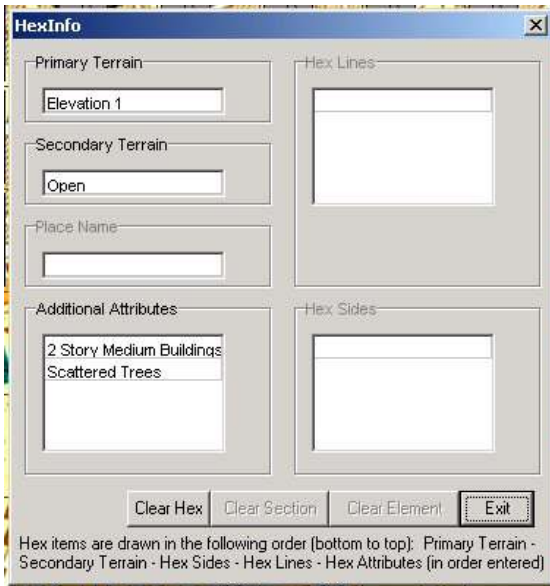 HexInfo
Primary Terrain
Elevation 1
Secondary Terrain
Open
Place Name
Additional Attributes
2 Story Medium Buildings
Scattered Trees
Hex Lines
Hex Sides
Clear Hex Clear Section Clear Element Exit
Hex items are drawn in the following order (bottom to top): Primary Terrain -
Secondary Terrain - Hex Sides - Hex Lines - Hex Attributes (in order entered)